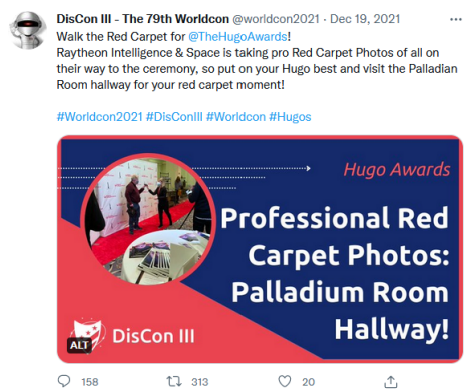 DisCon III - The 79th Worldcon @worldcon2021 · Dec 19, 2021
Walk the Red Carpet for @TheHugoAwards!
Raytheon Intelligence & Space is taking pro Red Carpet Photos of all on
their way to the ceremony, so put on your Hugo best and visit the Palladian
Room hallway for your red carpet moment!
#Worldcon2021 #DisConIII #Worldcon #Hugos
Hugo Awards
Professional Red
Carpet Photos:
Palladium Room
Hallway!
ALT
DisCon III
158 313 20